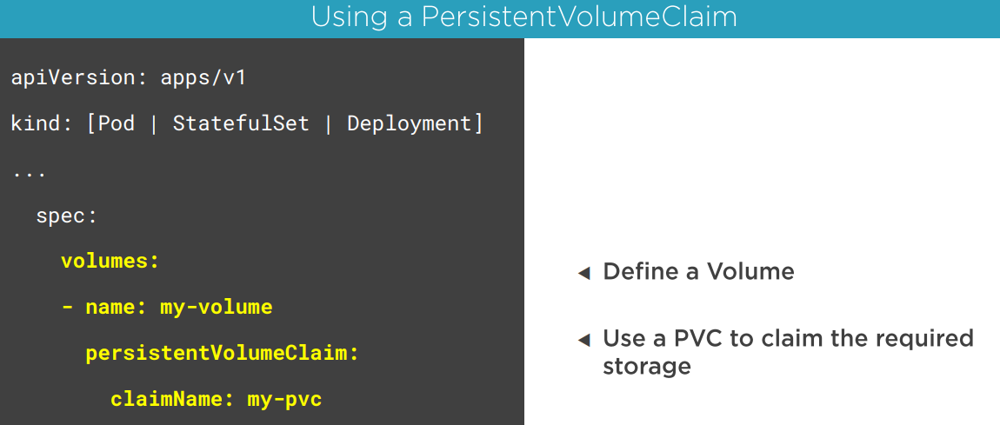 Using a PersistentVolumeClaim
apiVersion: apps/v1
kind: [Pod | StatefulSet | Deployment]
...
spec:
volumes:
- name: my-volume
persistentVolumeClaim:
claimName: my-pvc
Define a Volume
Use a PVC to claim the required
storage